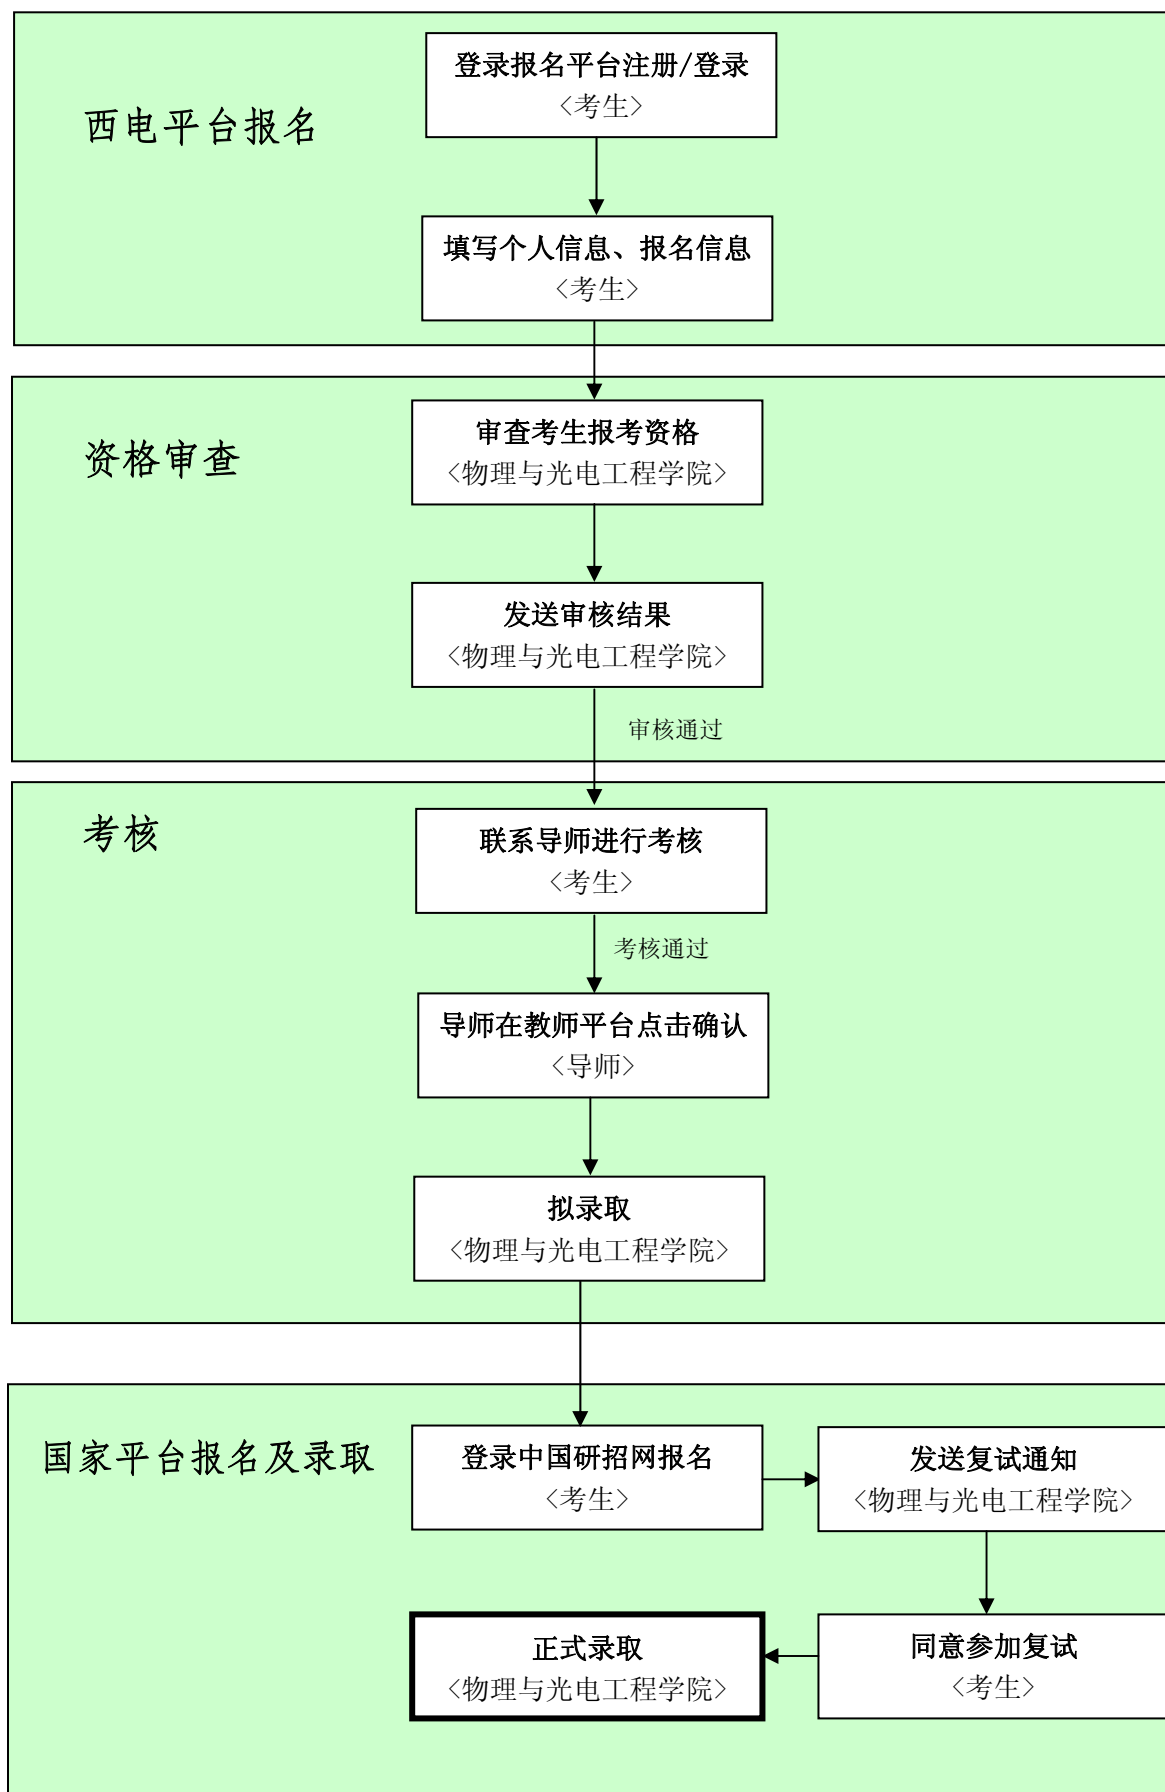 西电平台报名
登录报名平台注册/登录
<考生>
填写个人信息、报名信息
<考生>
资格审查
审查考生报考资格
<物理与光电工程学院>
发送审核结果
<物理与光电工程学院>
审核通过
考核
联系导师进行考核
<考生>
考核通过
导师在教师平台点击确认
<导师>
拟录取
<物理与光电工程学院>
国家平台报名及录取
登录中国研招网报名
<考生>
发送复试通知
<物理与光电工程学院>
同意参加复试
<考生>
正式录取
<物理与光电工程学院>